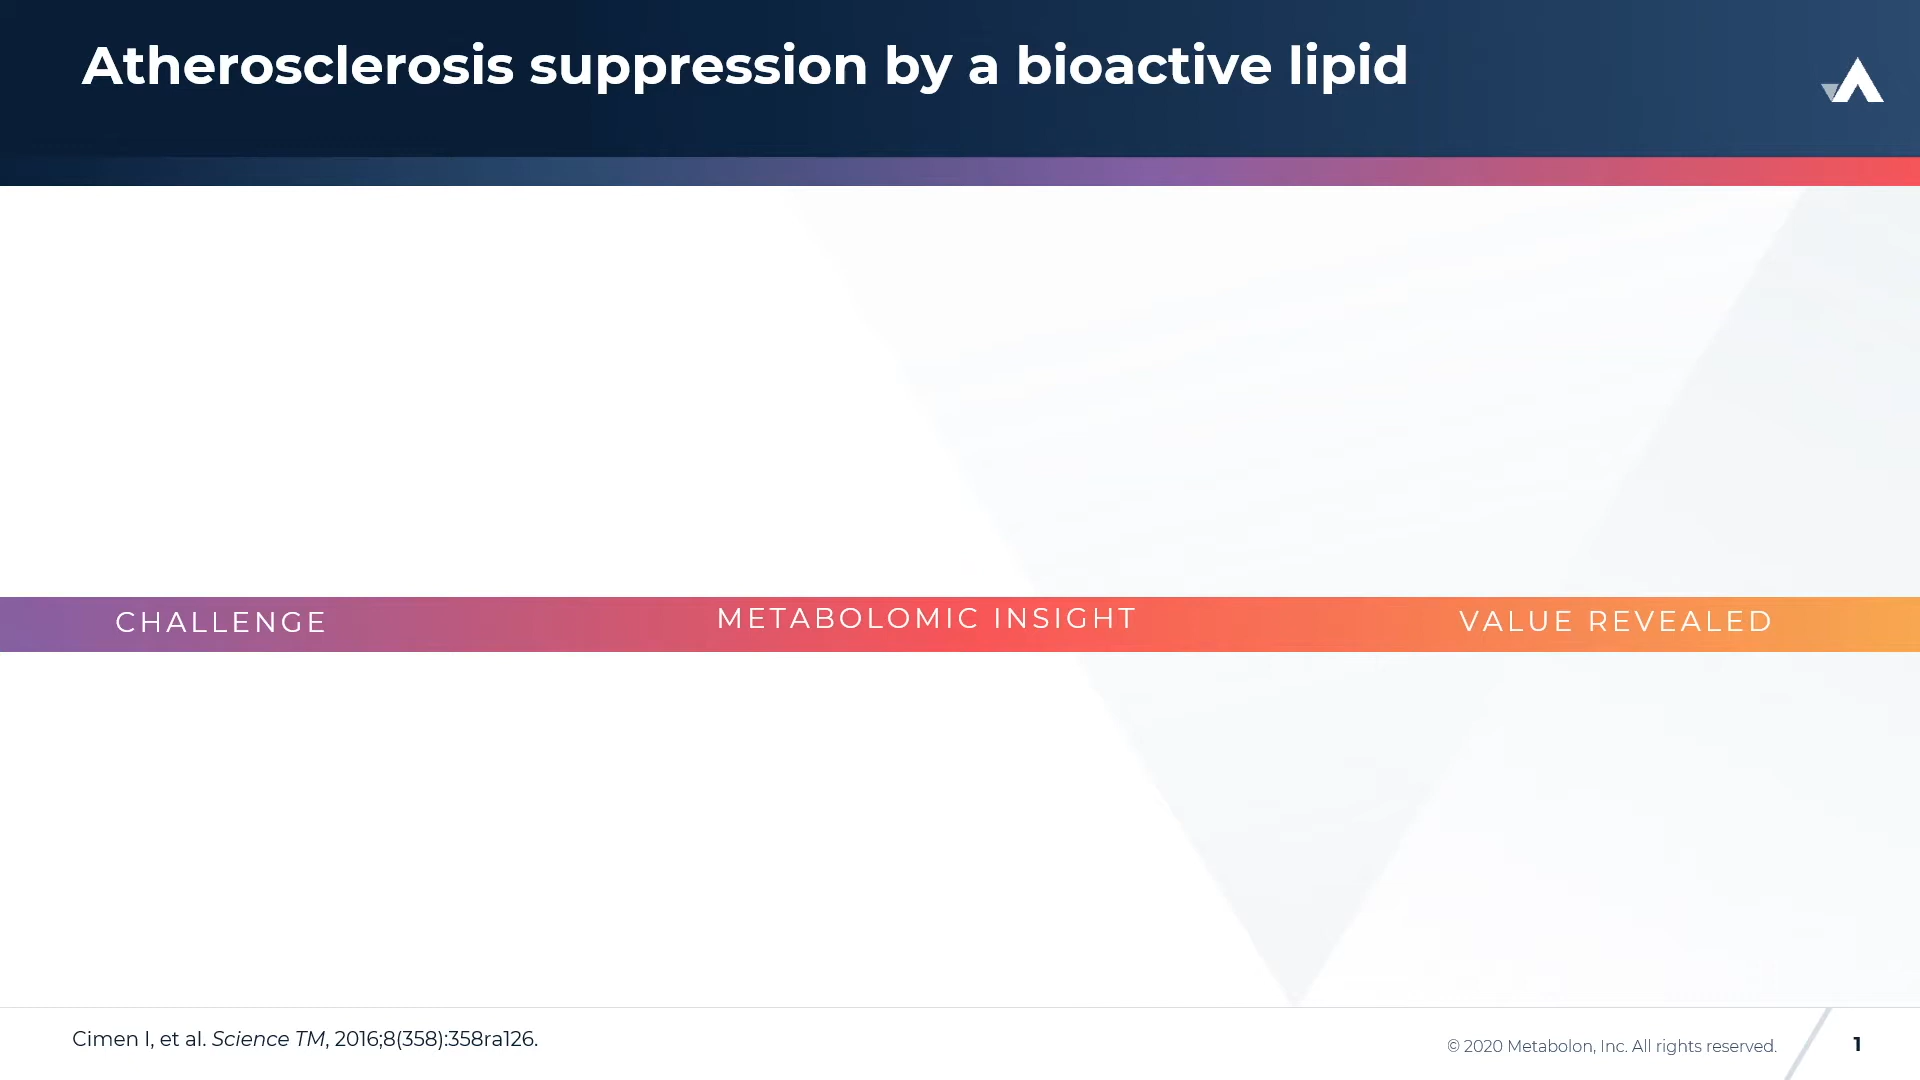 Atherosclerosis suppression by a bioactive lipid
CHALLENGE
METABOLOMIC INSIGHT
VALUE REVEALED
Cimen I, et al. Science TM, 2016;8(358):358ra126.
© 2020 Metabolon, Inc. All rights reserved.
1